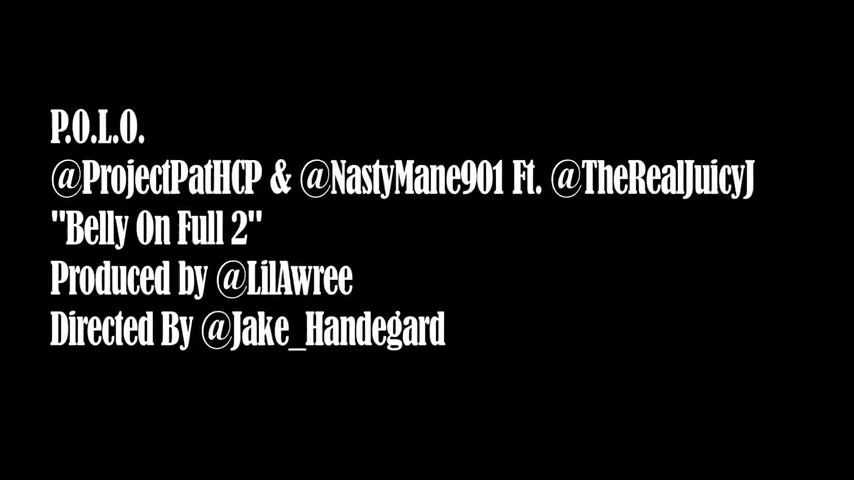 P.O.L.O.
@ProjectPatHCP & @NastyMane901 Ft. @TheRealJuicyJ
"Belly On Full 2"
Produced by @LilAwree
Directed By @Jake_Handegard